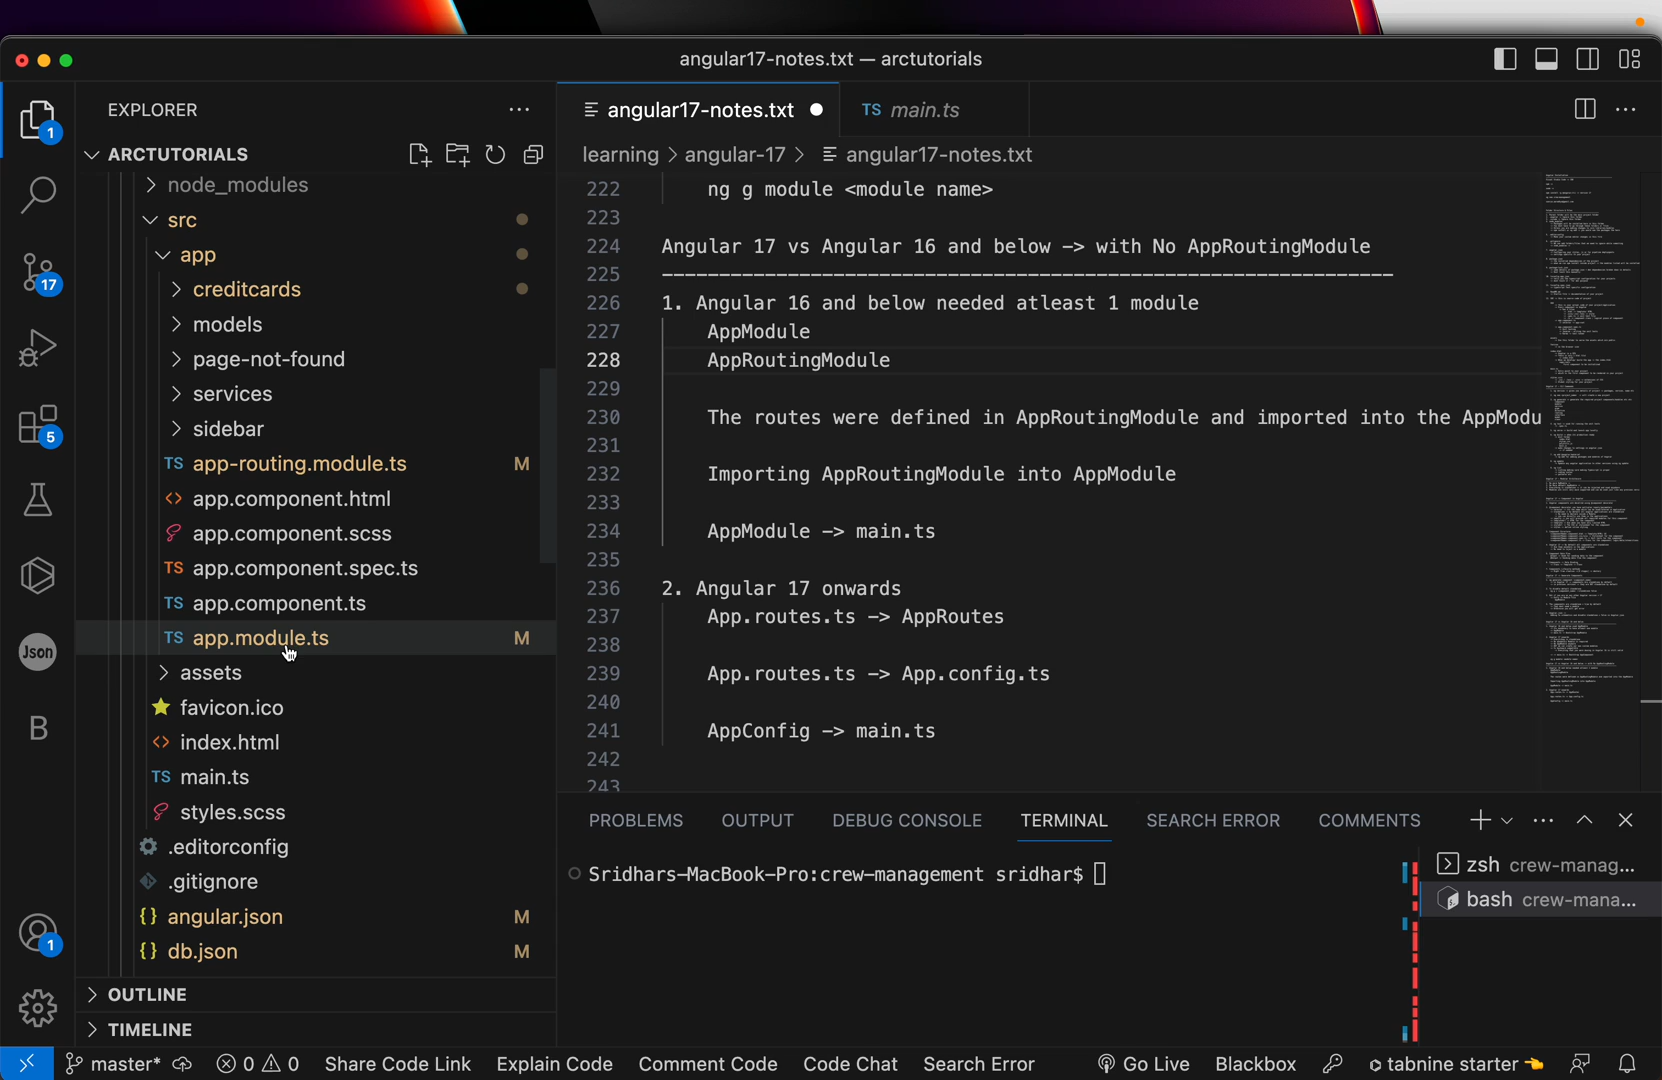 angular17-notes.txt — arctutorials
EXPLORER
ARCTUTORIALS
node_modules
src
app
creditcards
models
page-not-found
services
sidebar
TS app-routing.module.ts M
<> app.component.html
app.component.scss
TS app.component.spec.ts
TS app.component.ts
TS app.module.ts M
assets
favicon.ico
<> index.html
TS main.ts
styles.scss
.editorconfig
.gitignore
{} angular.json M
{} db.json M
OUTLINE
TIMELINE
1
17
5
Json
B
1
angular17-notes.txt
TS main.ts
learning > angular-17 > angular17-notes.txt
222 ng g module <module name>
223
224 Angular 17 vs Angular 16 and below -> with No AppRoutingModule
225 ----------------------------------------------------------------
226 1. Angular 16 and below needed atleast 1 module
227 AppModule
228 AppRoutingModule
229
230 The routes were defined in AppRoutingModule and imported into the AppModu
231
232 Importing AppRoutingModule into AppModule
233
234 AppModule -> main.ts
235
236 2. Angular 17 onwards
237 App.routes.ts -> AppRoutes
238
239 App.routes.ts -> App.config.ts
240
241 AppConfig -> main.ts
242
243
PROBLEMS OUTPUT DEBUG CONSOLE TERMINAL SEARCH ERROR COMMENTS
Sridhars-MacBook-Pro:crew-management sridhar$
zsh crew-manag...
bash crew-mana...
master* 0 0 Share Code Link Explain Code Comment Code Code Chat Search Error Go Live Blackbox tabnine starter